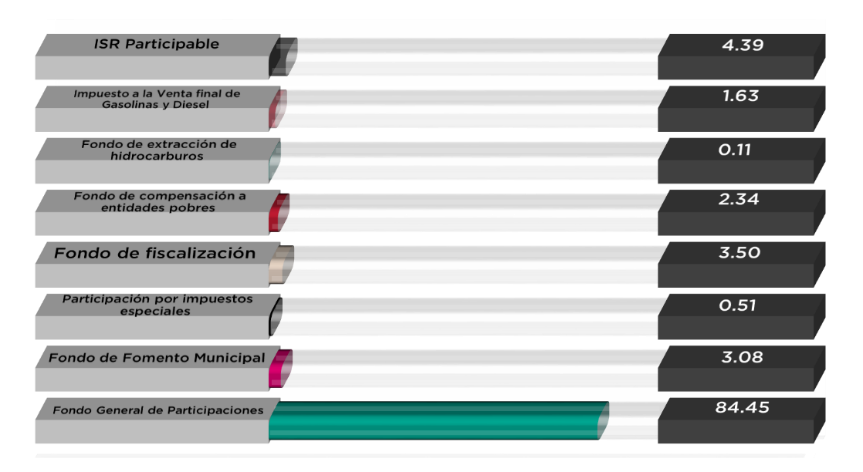 ISR Participable
4.39
Impuesto a la Venta final de
Gasolinas y Diesel
1.63
Fondo de extracción de
hidrocarburos
0.11
Fondo de compensación a
entidades pobres
2.34
Fondo de fiscalización
3.50
Participación por impuestos
especiales
0.51
Fondo de Fomento Municipal
3.08
Fondo General de Participaciones
84.45